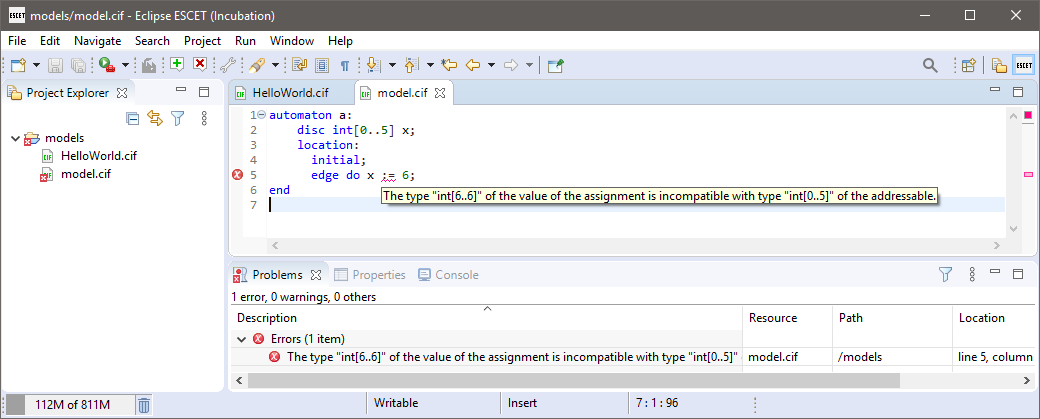 models/model.cif - Eclipse ESCET (Incubation)
File Edit Navigate Search Project Run Window Help
ESCET
Project Explorer
models
HelloWorld.cif
model.cif
HelloWorld.cif
model.cif
1 automaton a:
2 disc int[0..5] x;
3 location:
4 initial;
5 edge do x := 6;
6 end
7
The type "int[6..6]" of the value of the assignment is incompatible with type "int[0..5]" of the addressable.
Problems Properties Console
1 error, 0 warnings, 0 others
Description Resource Path Location
Errors (1 item)
The type "int[6..6]" of the value of the assignment is incompatible with type "int[0..5]" model.cif /models line 5, column
112M of 811M Writable Insert 7 : 1 : 96